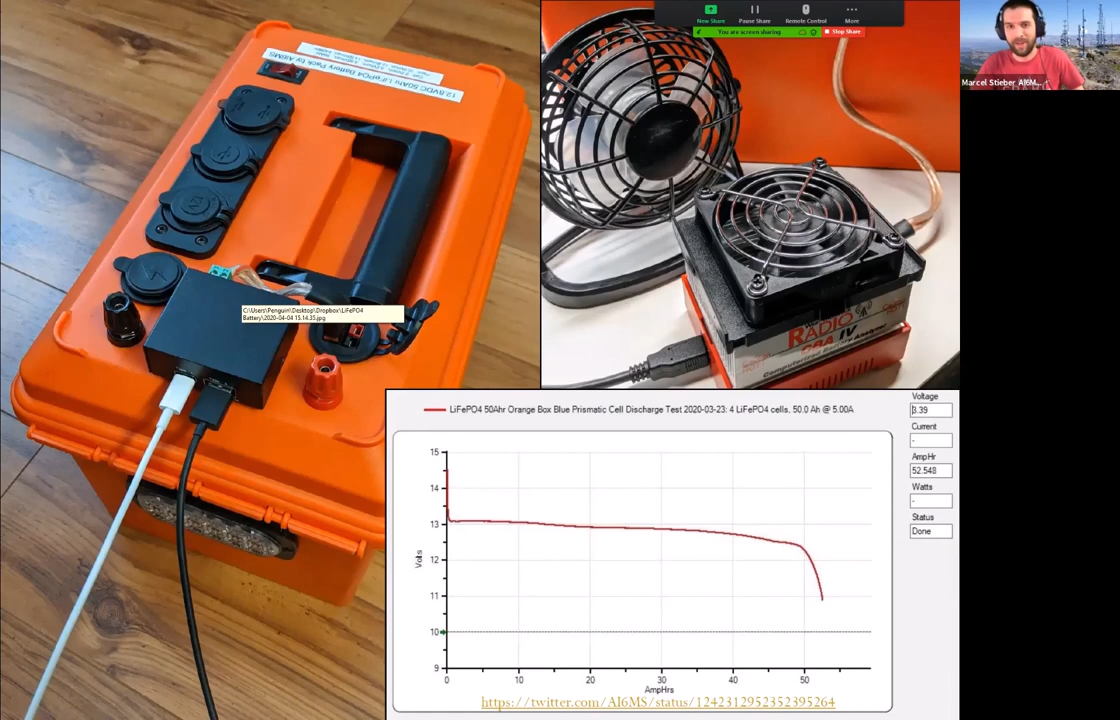 12.8VDC 50Ahr LiFePO4 Battery Pack by AI6MS
C:\Users\Penguin\Desktop\Dropbox\LiFePO4
Battery\2020-04-04 15.14.35.jpg
New Share
Pause Share
Remote Control
More
You are screen sharing
Stop Share
Marcel Stieber AI6M...
RADIO
CBA IV
Computerized Battery Analyzer
LiFePO4 50Ahr Orange Box Blue Prismatic Cell Discharge Test 2020-03-23: 4 LiFePO4 cells, 50.0 Ah @ 5.00A
15
14
13
12
11
10
9
Volts
0
10
20
30
40
50
AmpHrs
Voltage
3.39
Current
-
AmpHr
52.548
Watts
-
Status
Done
https://twitter.com/AI6MS/status/1242312952352395264